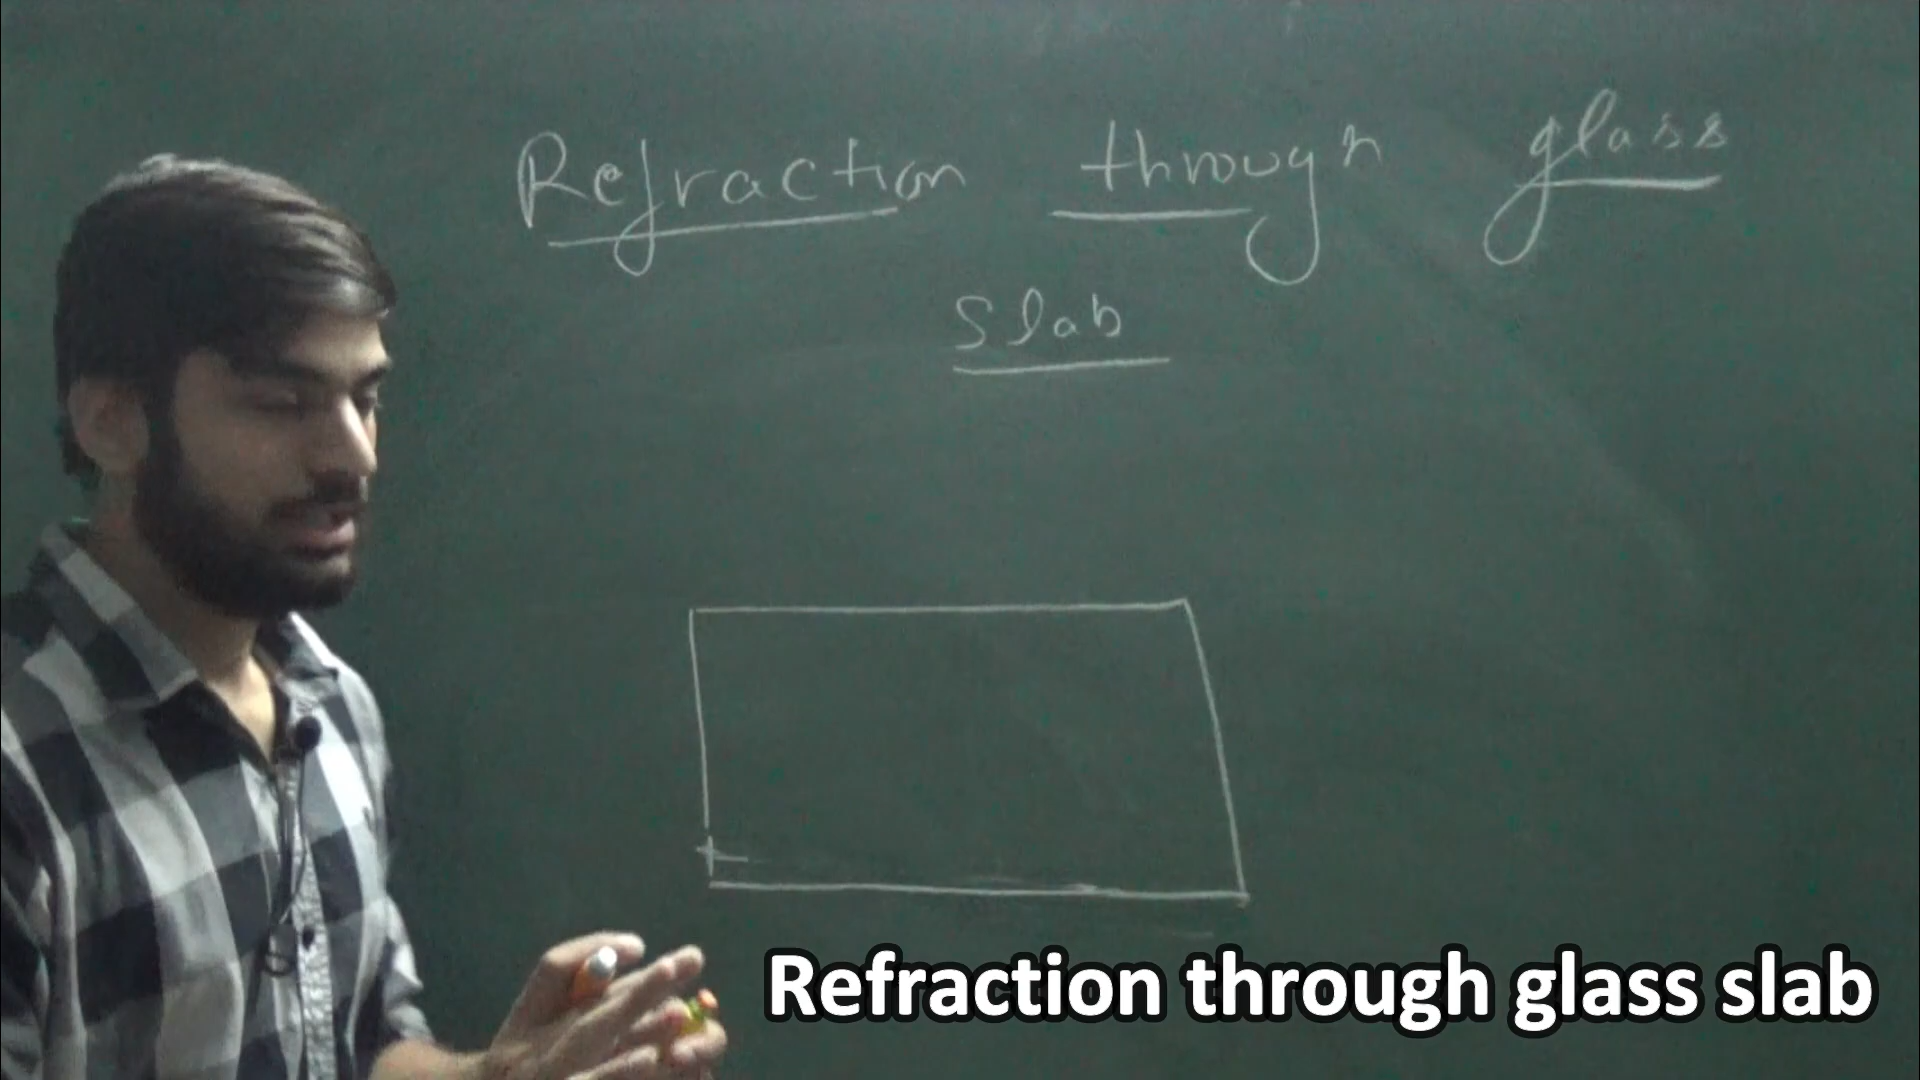 Refraction through glass
Slab
Refraction through glass slab